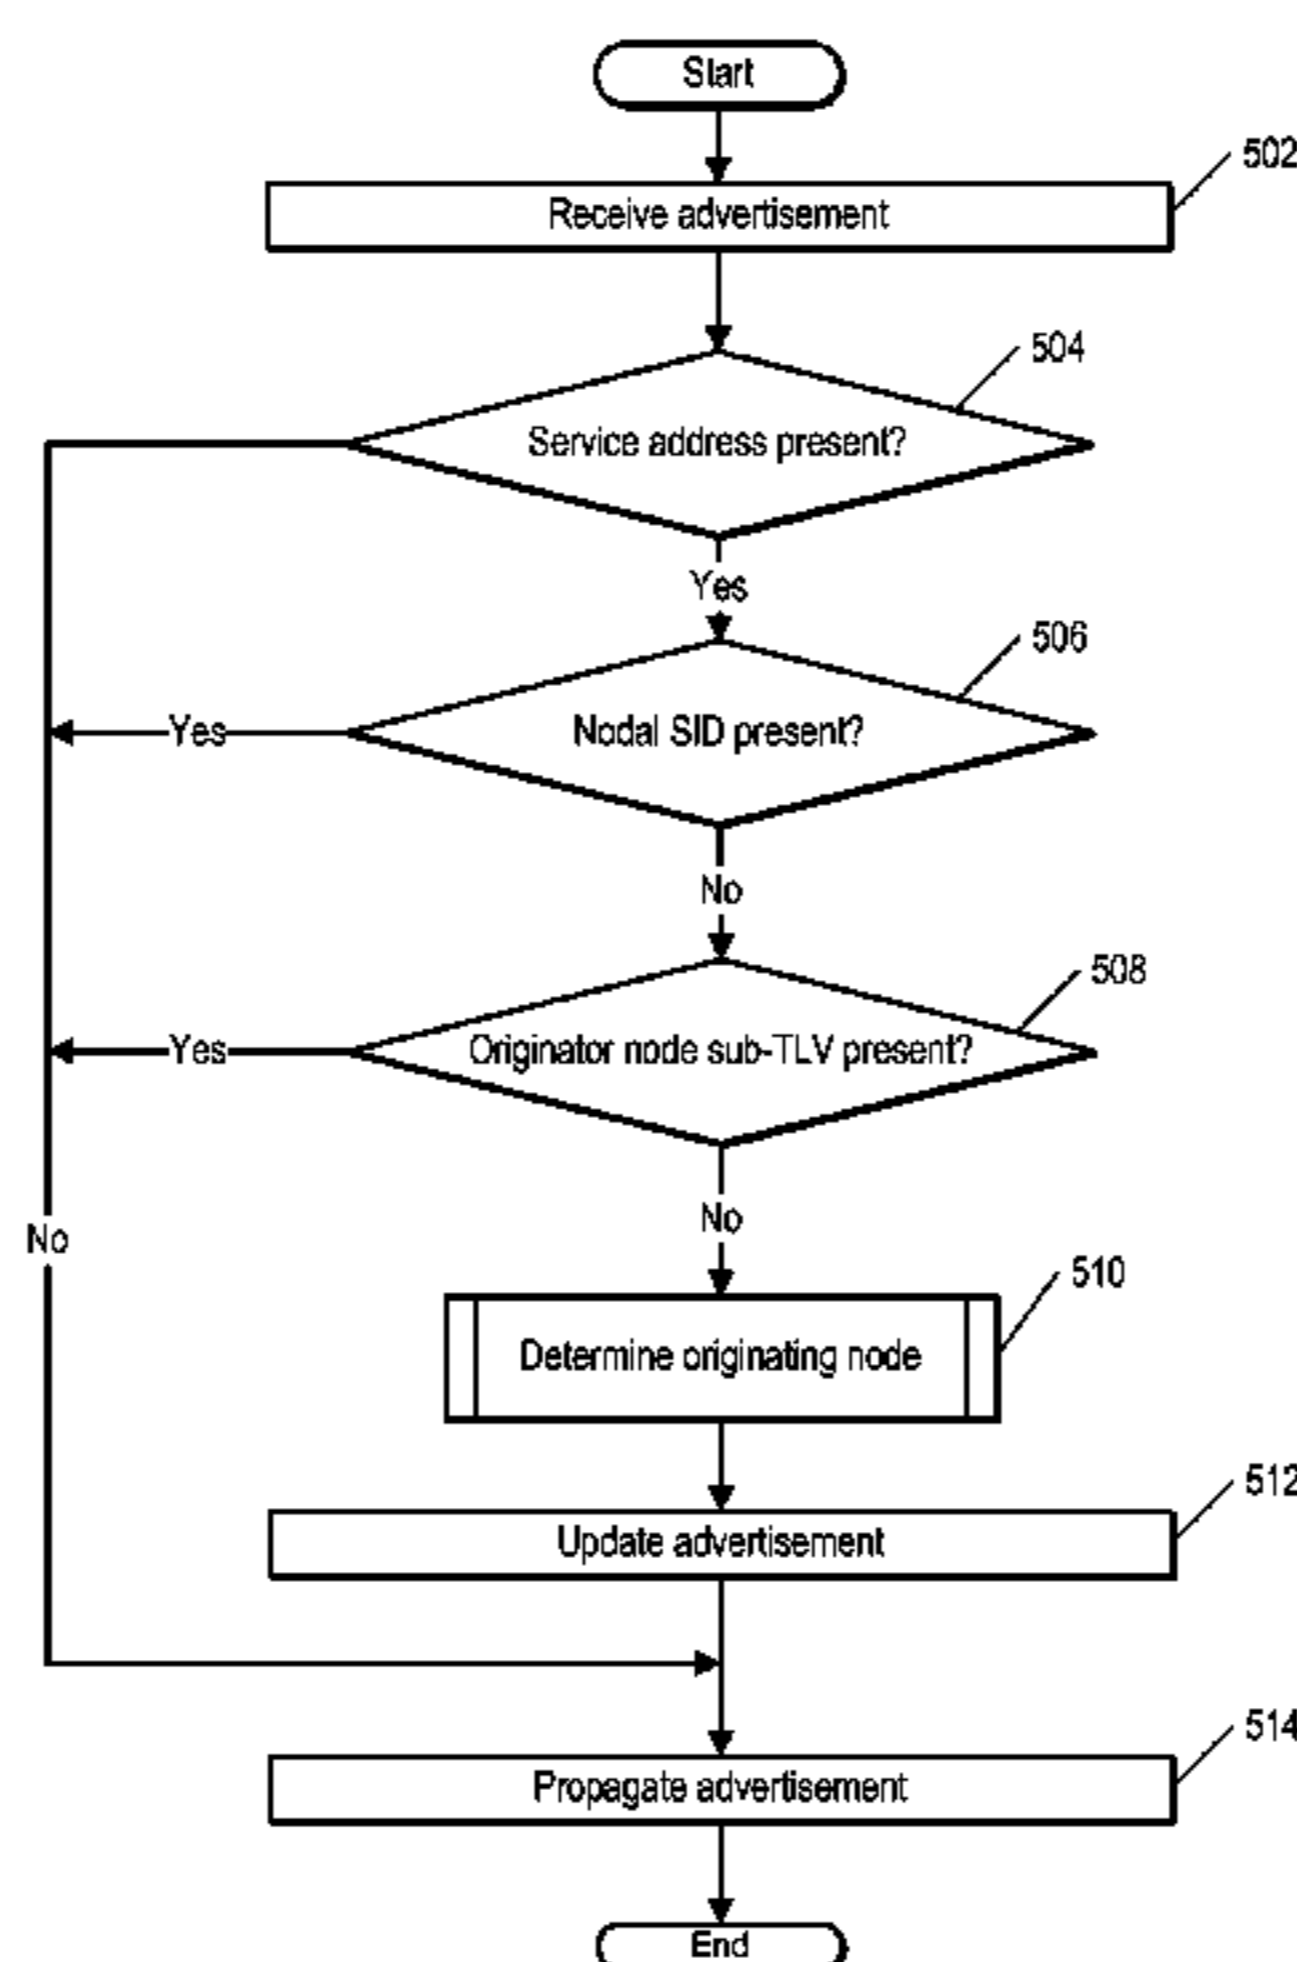 Start
502
Receive advertisement
504
Service address present?
Yes
506
Nodal SID present?
Yes
No
508
Originator node sub-TLV present?
Yes
No
No
510
Determine originating node
512
Update advertisement
514
Propagate advertisement
End